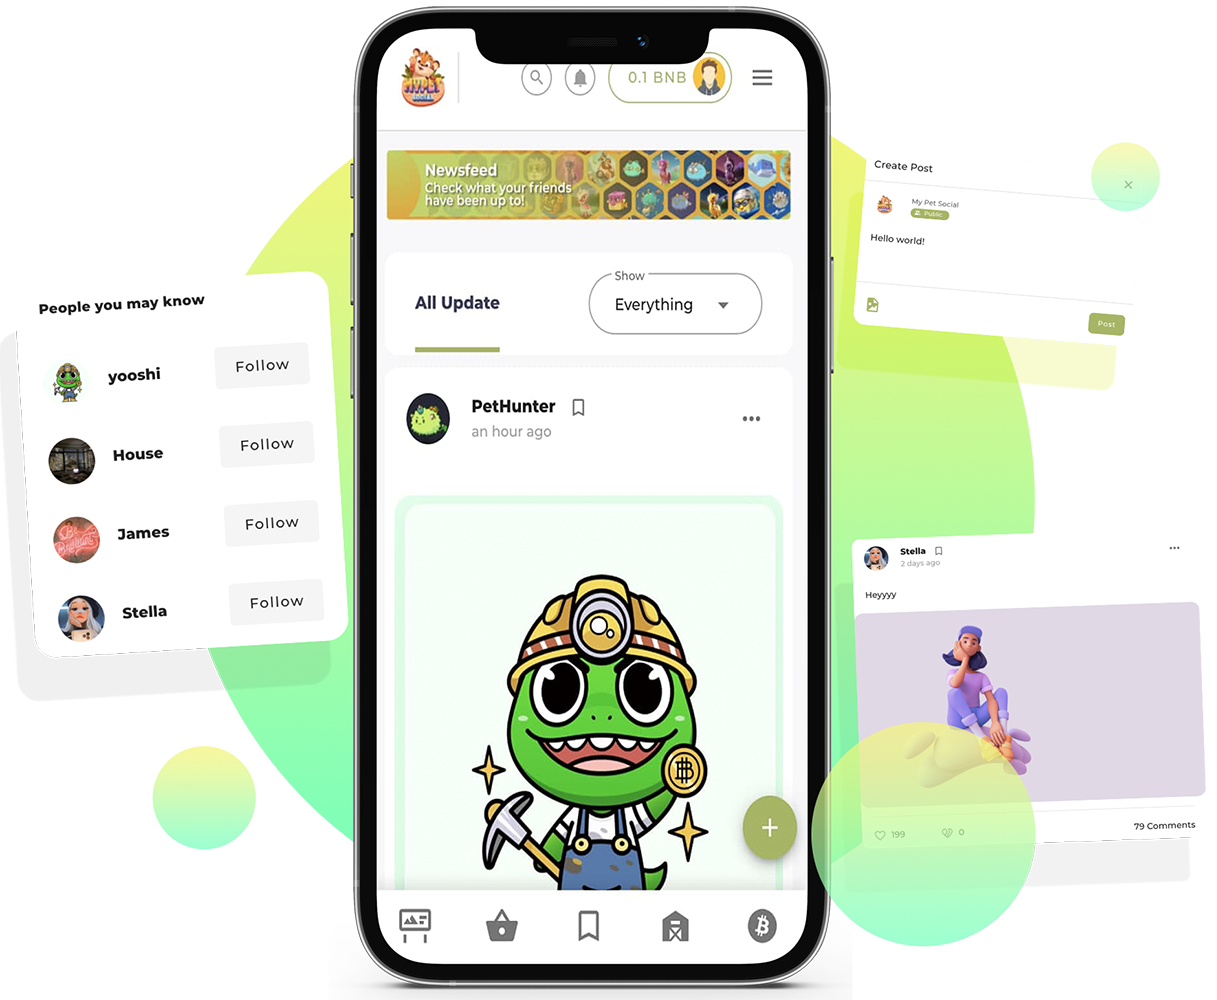 MYPET
SOCIAL
0.1 BNB
Newsfeed
Check what your friends
have been up to!
All Update
Show
Everything
PetHunter
an hour ago
People you may know
yooshi
Follow
House
Follow
James
Follow
Stella
Follow
Create Post
My Pet Social
Public
Hello world!
Post
Stella
2 days ago
Heyyyy
199
0
79 Comments